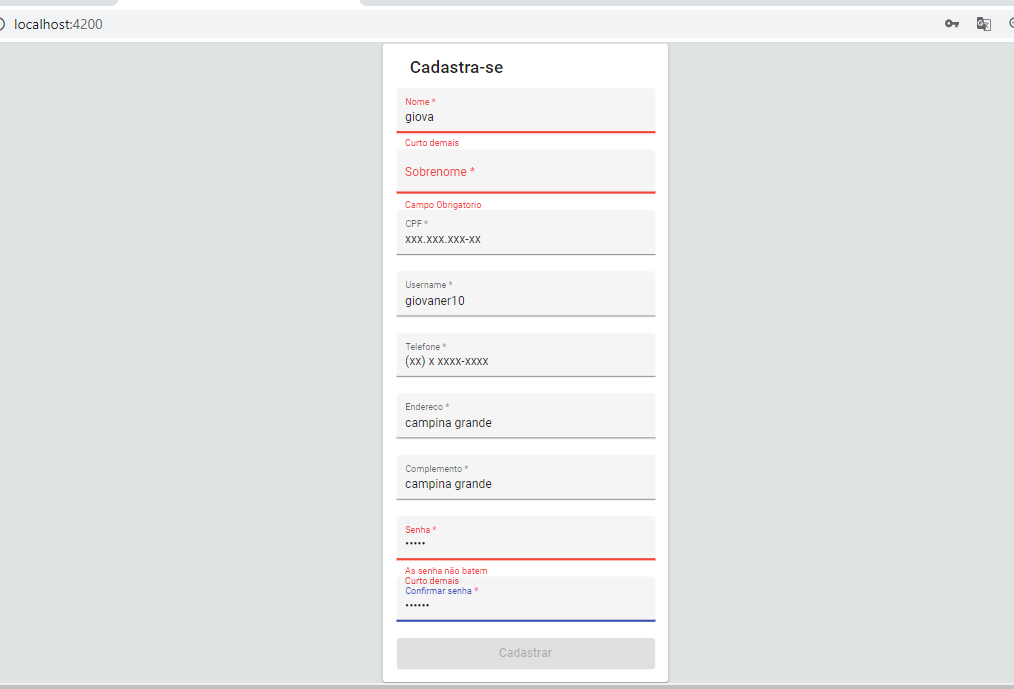 localhost:4200
Cadastra-se
Nome *
giova
Curto demais
Sobrenome *
Campo Obrigatorio
CPF *
xxx.xxx.xxx-xx
Username *
giovaner10
Telefone *
(xx) x xxxx-xxxx
Endereco *
campina grande
Complemento *
campina grande
Senha *
•••••
As senha não batem
Curto demais
Confirmar senha *
••••••
Cadastrar